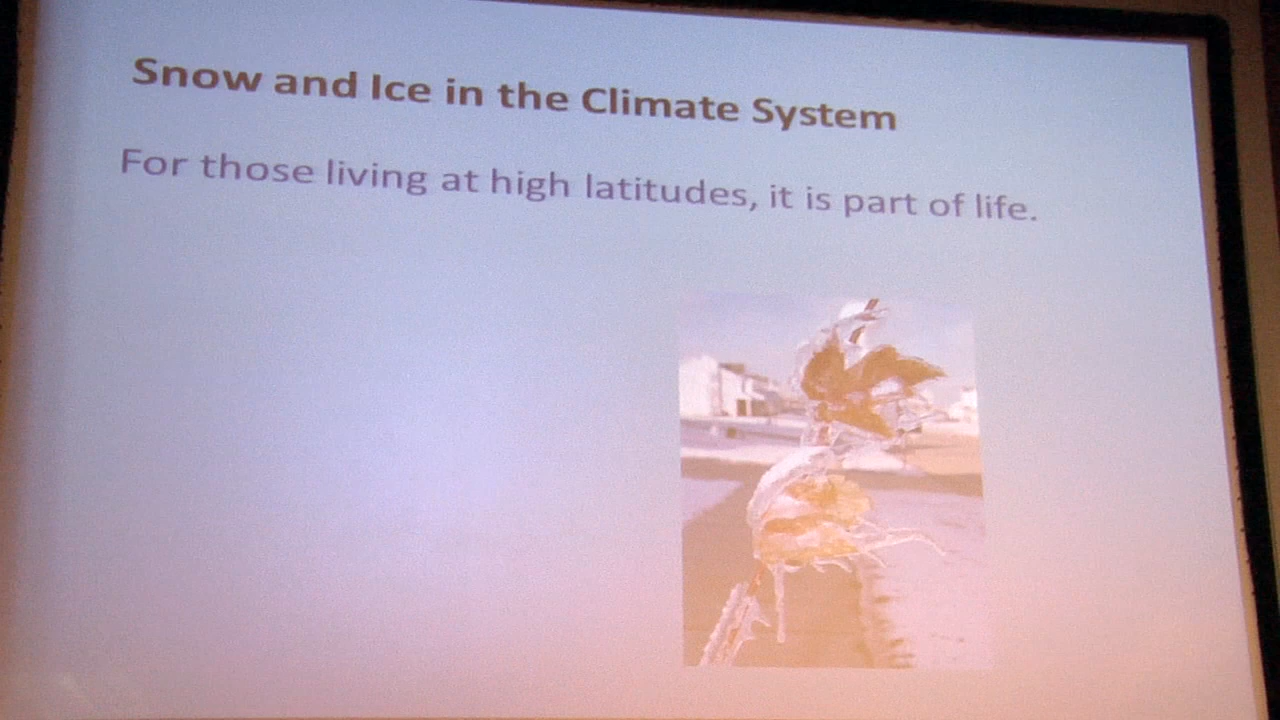 Snow and Ice in the Climate System
For those living at high latitudes, it is part of life.